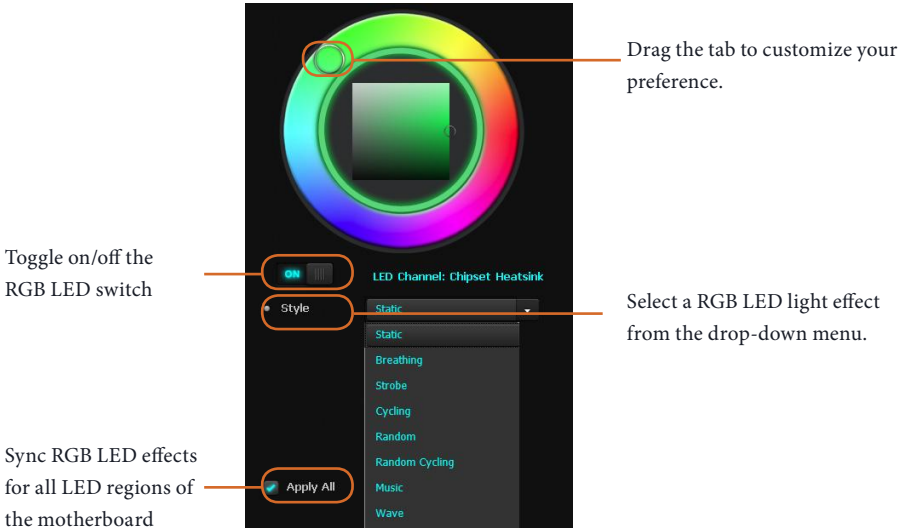 Drag the tab to customize your
preference.
Toggle on/off the
RGB LED switch
ON
LED Channel: Chipset Heatsink
Style
Static
Select a RGB LED light effect
from the drop-down menu.
Static
Breathing
Strobe
Cycling
Random
Random Cycling
Music
Wave
Sync RGB LED effects
for all LED regions of
the motherboard
Apply All